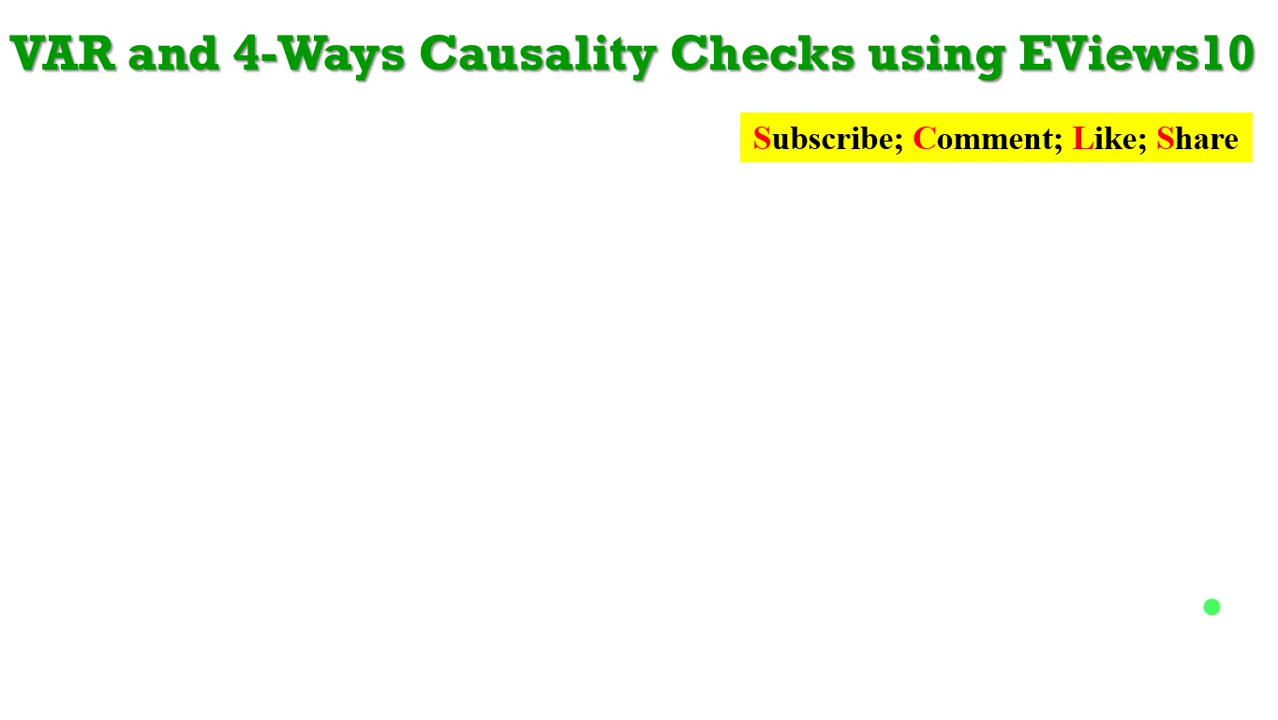 VAR and 4-Ways Causality Checks using EViews10
Subscribe; Comment; Like; Share